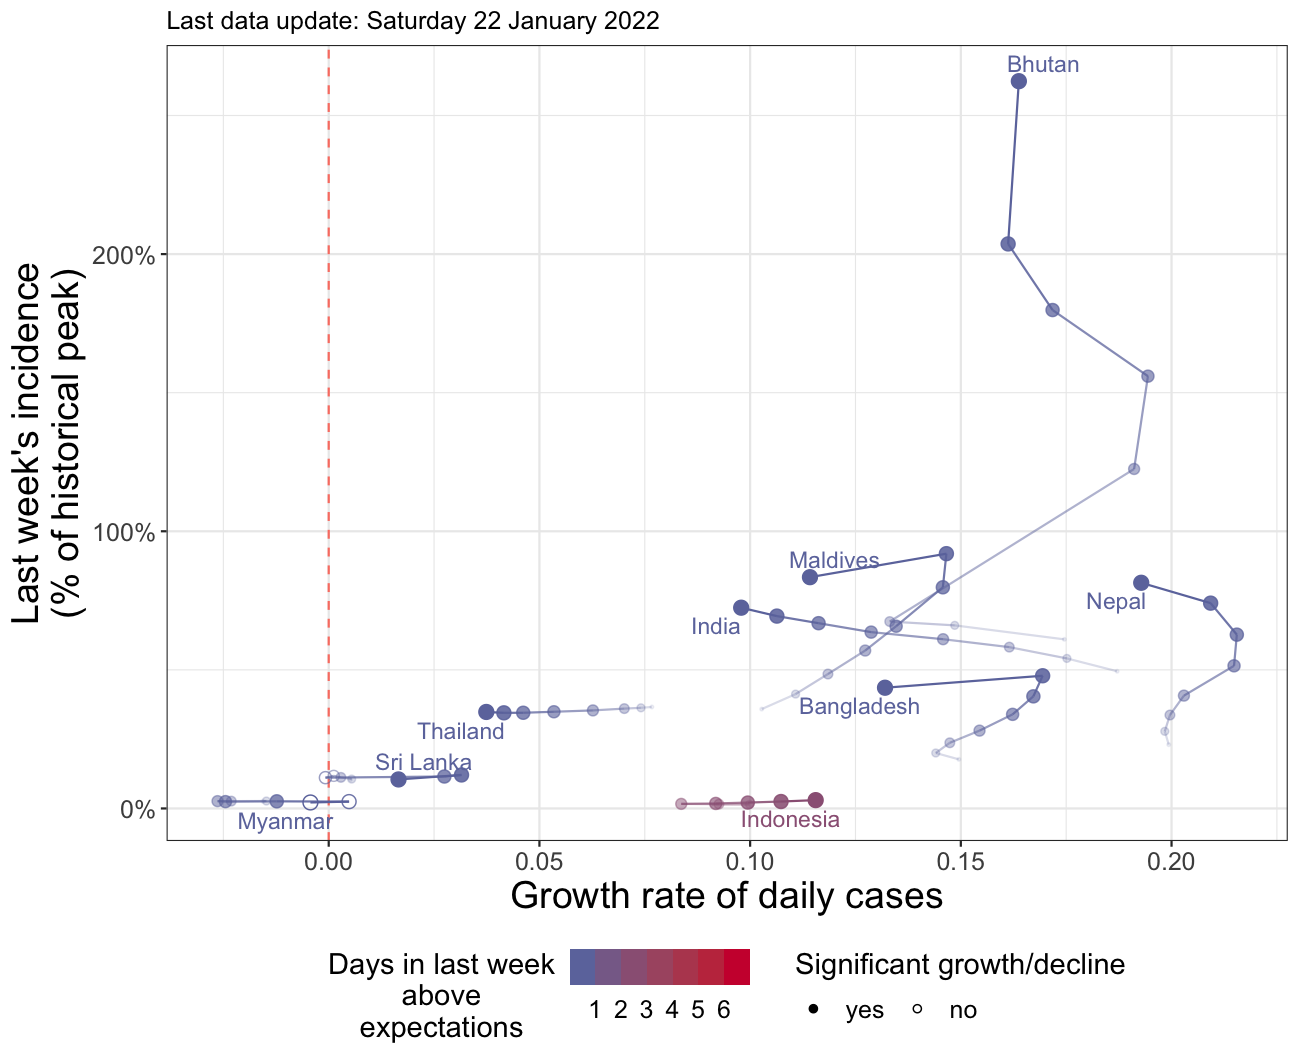 Last data update: Saturday 22 January 2022
Bhutan
200%
Last week's incidence
(% of historical peak)
100%
Maldives
Nepal
India
Bangladesh
Thailand
Sri Lanka
0%
Myanmar
Indonesia
0.00 0.05 0.10 0.15 0.20
Growth rate of daily cases
Days in last week
above
expectations
1 2 3 4 5 6
Significant growth/decline
yes no